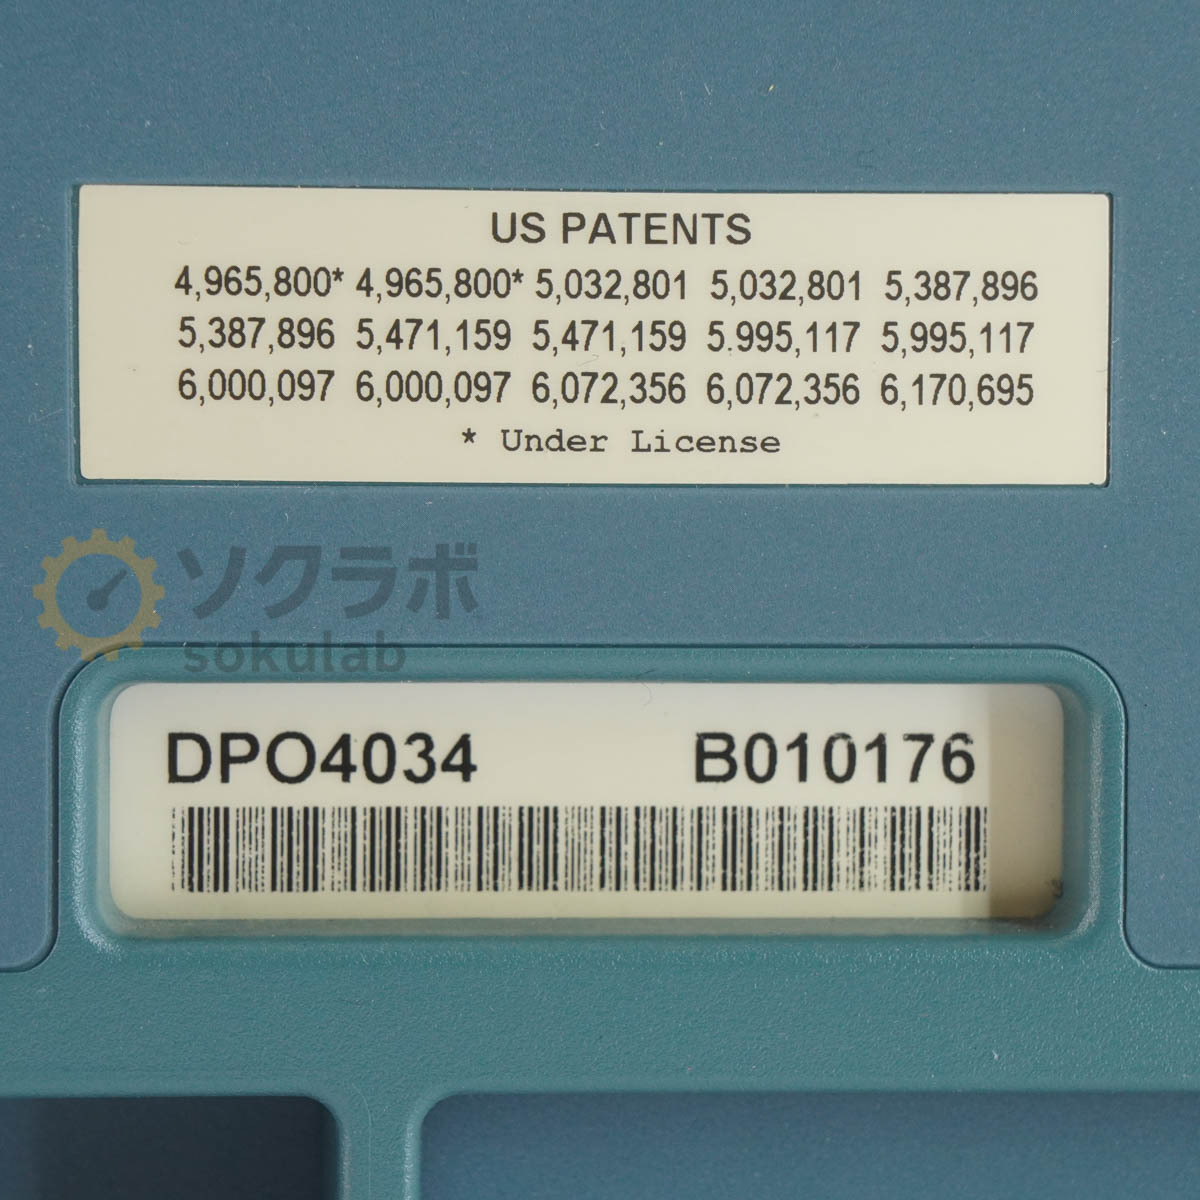 US PATENTS
4,965,800* 4,965,800* 5,032,801 5,032,801 5,387,896
5,387,896 5,471,159 5,471,159 5.995,117 5,995,117
6,000,097 6,000,097 6,072,356 6,072,356 6,170,695
* Under License
ソクラボ
sokulab
DPO4034 B010176